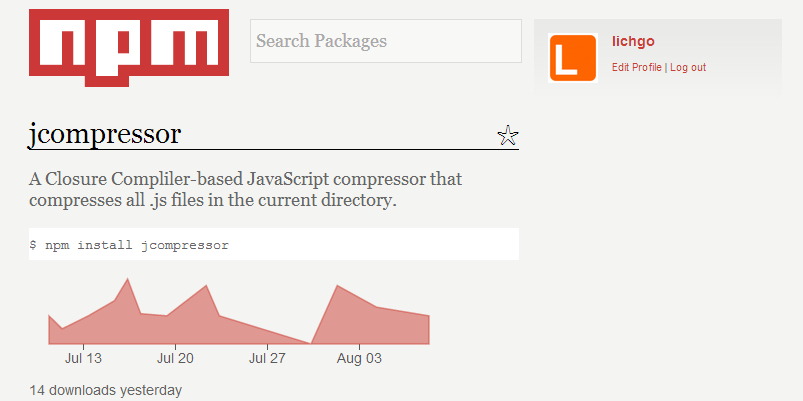 npm
Search Packages
L
lichgo
Edit Profile | Log out
jcompressor
A Closure Compliler-based JavaScript compressor that
compresses all .js files in the current directory.
$ npm install jcompressor
Jul 13 Jul 20 Jul 27 Aug 03
14 downloads yesterday